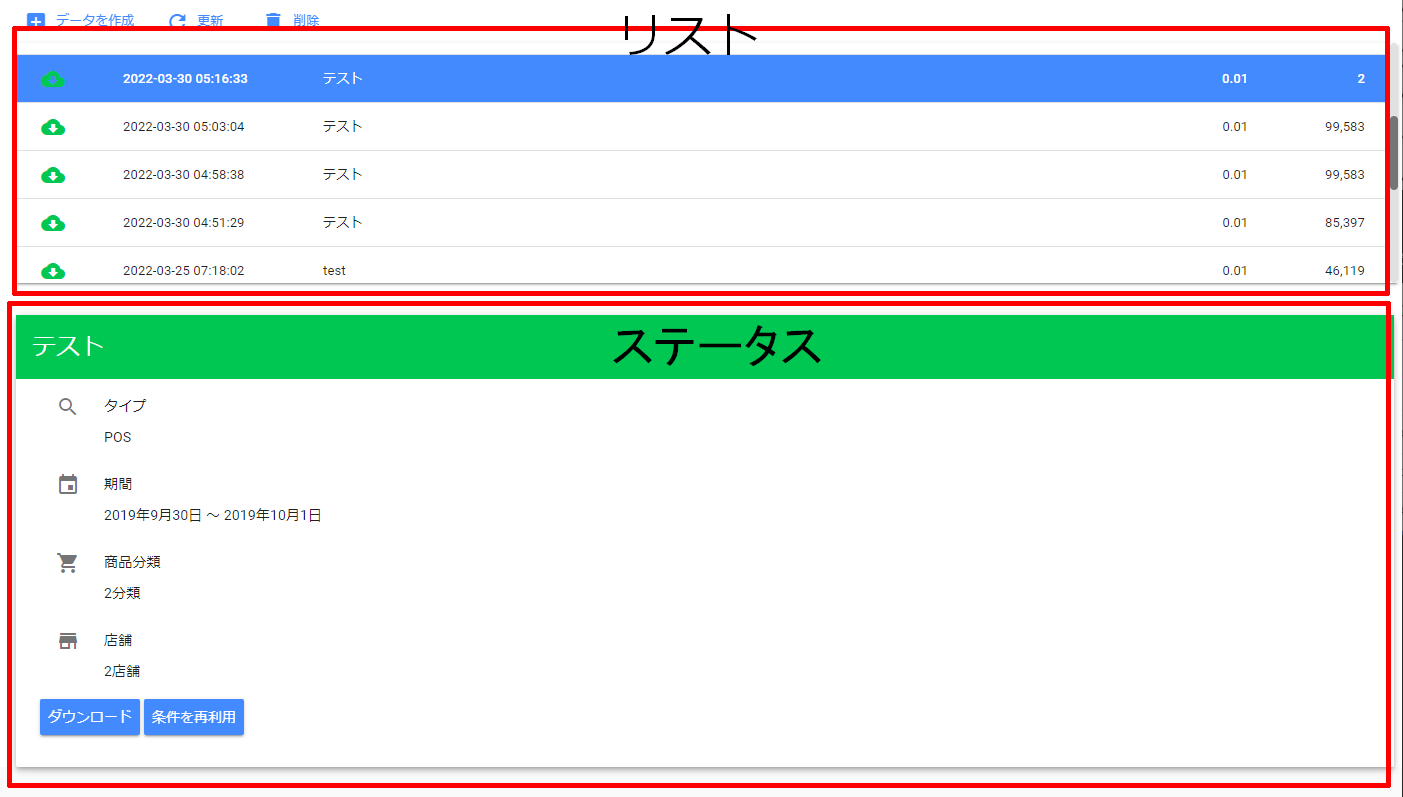 データを作成 更新 削除
リスト
2022-03-30 05:16:33 テスト 0.01 2
2022-03-30 05:03:04 テスト 0.01 99,583
2022-03-30 04:58:38 テスト 0.01 99,583
2022-03-30 04:51:29 テスト 0.01 85,397
2022-03-25 07:18:02 test 0.01 46,119
テスト ステータス
タイプ
POS
期間
2019年9月30日 ～ 2019年10月1日
商品分類
2分類
店舗
2店舗
ダウンロード 条件を再利用